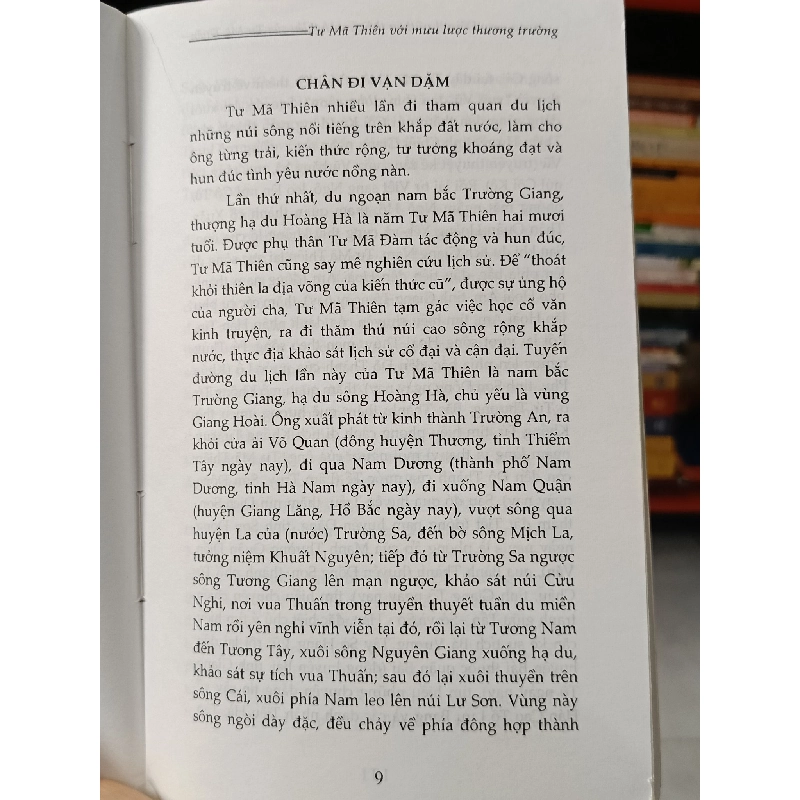 Tư Mã Thiên với mưu lược thương trường
CHÂN ĐI VẠN DẶM
Tư Mã Thiên nhiều lần đi tham quan du lịch
những núi sông nổi tiếng trên khắp đất nước, làm cho
ông từng trải, kiến thức rộng, tư tưởng khoáng đạt và
hun đúc tình yêu nước nồng nàn.
Lần thứ nhất, du ngoạn nam bắc Trường Giang,
thượng hạ du Hoàng Hà là năm Tư Mã Thiên hai mươi
tuổi. Được phụ thân Tư Mã Đàm tác động và hun đúc,
Tư Mã Thiên cũng say mê nghiên cứu lịch sử. Để “thoát
khỏi thiên la địa võng của kiến thức cũ”, được sự ủng hộ
của người cha, Tư Mã Thiên tạm gác việc học cổ văn
kinh truyện, ra đi thăm thú núi cao sông rộng khắp
nước, thực địa khảo sát lịch sử cổ đại và cận đại. Tuyến
đường du lịch lần này của Tư Mã Thiên là nam bắc
Trường Giang, hạ du sông Hoàng Hà, chủ yếu là vùng
Giang Hoài. Ông xuất phát từ kinh thành Trường An, ra
khỏi cửa ải Võ Quan (đông huyện Thương, tỉnh Thiểm
Tây ngày nay), đi qua Nam Dương (thành phố Nam
Dương, tỉnh Hà Nam ngày nay), đi xuống Nam Quận
(huyện Giang Lăng, Hồ Bắc ngày nay), vượt sông qua
huyện La của (nước) Trường Sa, đến bờ sông Mịch La,
tưởng niệm Khuất Nguyên; tiếp đó từ Trường Sa ngược
sông Tương Giang lên mạn ngược, khảo sát núi Cửu
Nghi, nơi vua Thuấn trong truyền thuyết tuần du miền
Nam rồi yên nghỉ vĩnh viễn tại đó, rồi lại từ Tương Nam
đến Tương Tây, xuôi sông Nguyên Giang xuống hạ du,
khảo sát sự tích vua Thuấn; sau đó lại xuôi thuyền trên
sông Cái, xuôi phía Nam leo lên núi Lư Sơn. Vùng này
sông ngòi dày đặc, đều chảy về phía đông hợp thành
9